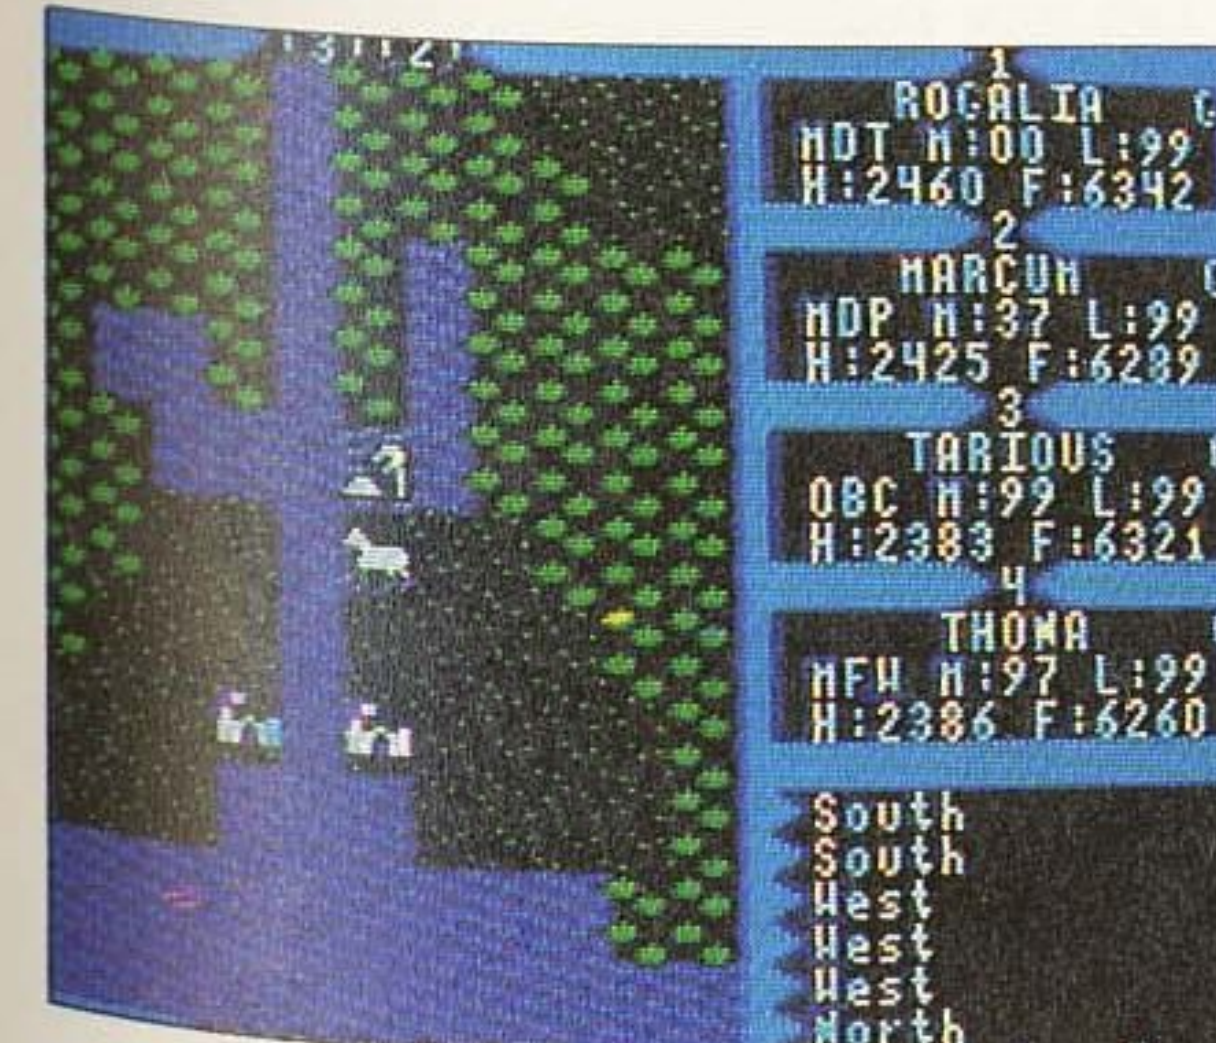 1
ROGALIA G
MDT M:00 L:99
H:2460 F:6342
2
MARCUM
MDP M:37 L:99
H:2425 F:6289
3
TARIOUS
OBC M:99 L:99
H:2383 F:6321
4
THOMA
MFW M:97 L:99
H:2386 F:6260
South
South
West
West
West
North